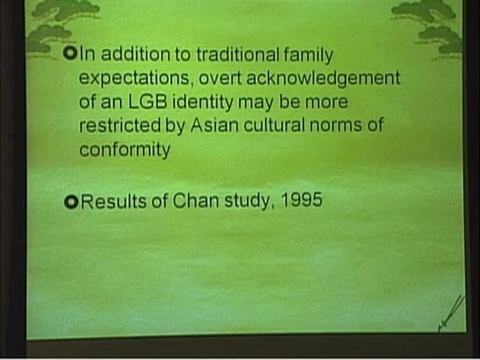 In addition to traditional family
expectations, overt acknowledgement
of an LGB identity may be more
restricted by Asian cultural norms of
conformity
Results of Chan study, 1995